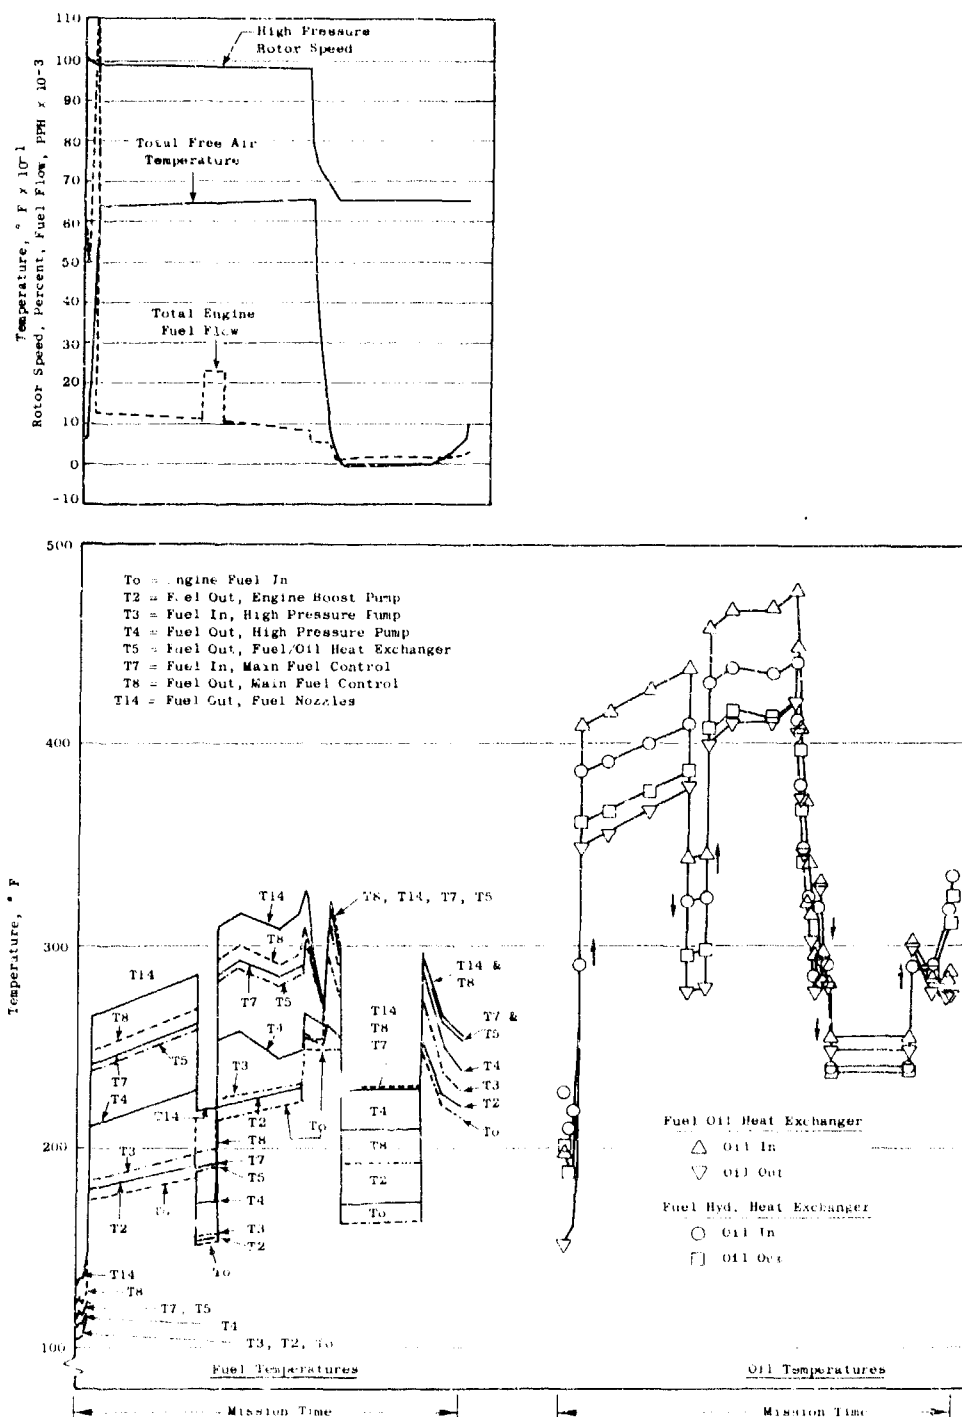 110
100
90
80
70
60
50
40
30
20
10
0
-10
Temperature, ° F x 10-1
Rotor Speed, Percent, Fuel Flow, PPH x 10-3
High Pressure
Rotor Speed
Total Free Air
Temperature
Total Engine
Fuel Flow
500
400
300
200
100
Temperature, ° F
To = Engine Fuel In
T2 = Fuel Out, Engine Boost Pump
T3 = Fuel In, High Pressure Pump
T4 = Fuel Out, High Pressure Pump
T5 = Fuel Out, Fuel/Oil Heat Exchanger
T7 = Fuel In, Main Fuel Control
T8 = Fuel Out, Main Fuel Control
T14 = Fuel Out, Fuel Nozzles
T14
T8, T14, T7, T5
T8
T7
T5
T4
T14
T8
T5
T7
T4
T3
T2
To
T14
T3
T2
To
T8
T7
T5
T4
T3
T2
To
To
T14
T8
T7
T4
T8
T2
To
T14 &
T8
T7 &
T5
T4
T3
T2
To
T14
T8
T7, T5
T4
T3, T2, To
Fuel Oil Heat Exchanger
Oil In
Oil Out
Fuel Hyd. Heat Exchanger
Oil In
Oil Out
Fuel Temperatures
Oil Temperatures
Mission Time
Mission Time